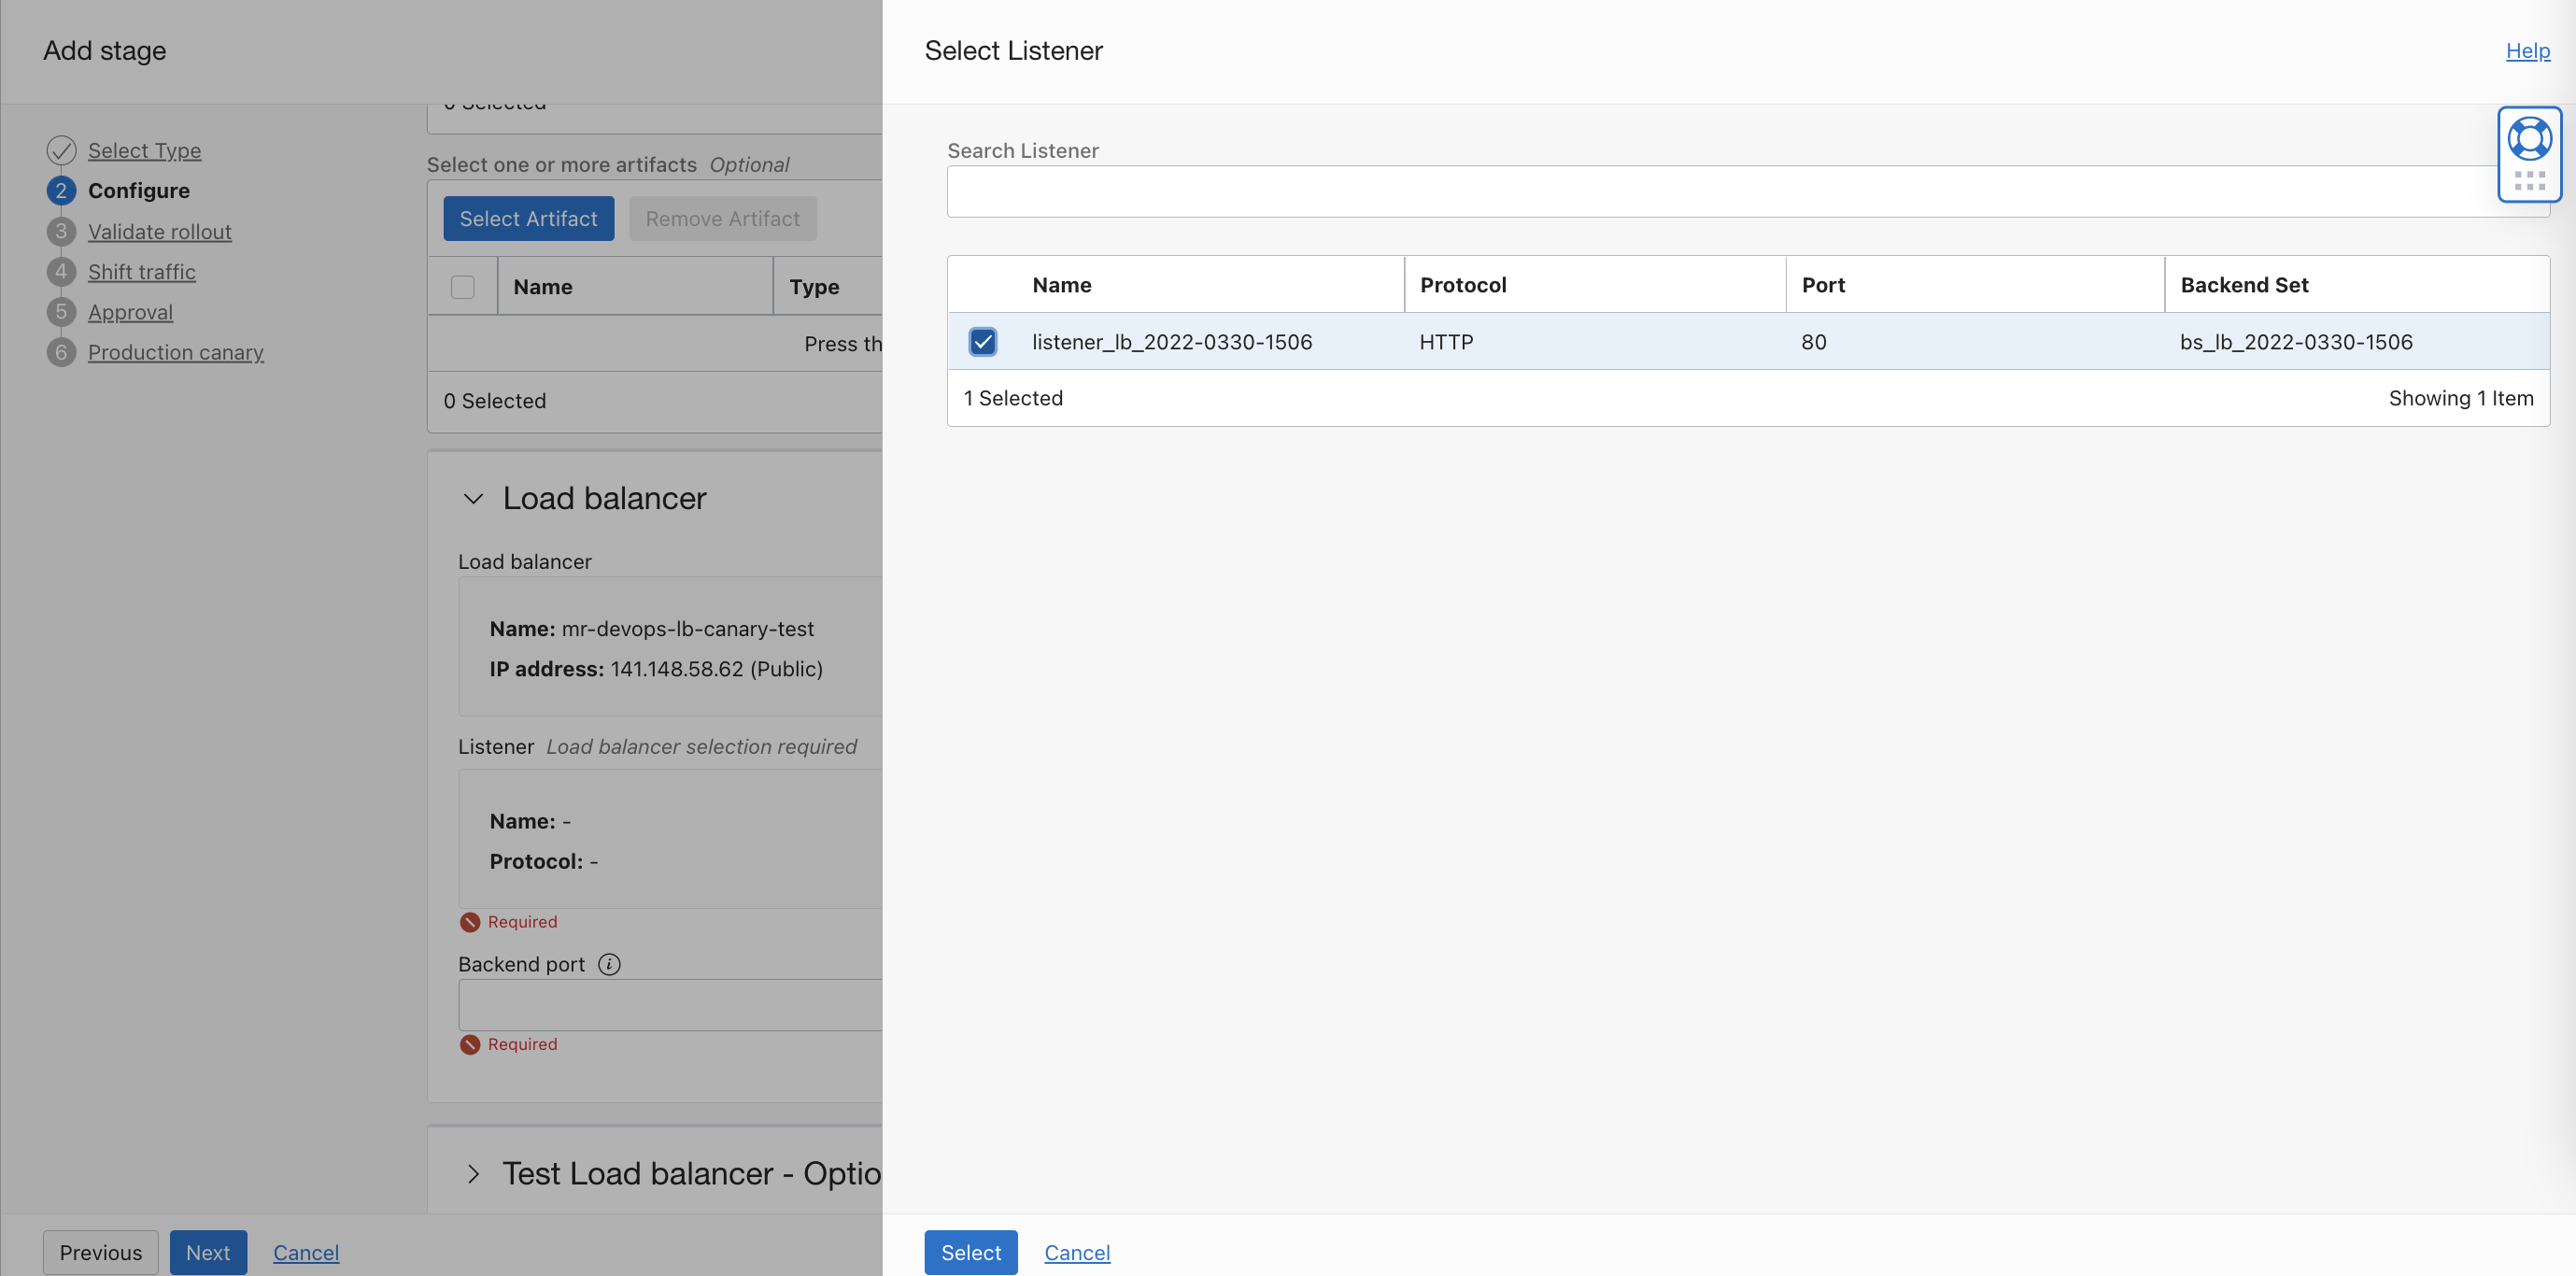 Add stage
Select Type
2 Configure
3 Validate rollout
4 Shift traffic
5 Approval
6 Production canary
0 Selected
Select one or more artifacts Optional
Select Artifact Remove Artifact
Name Type
Press th
0 Selected
Load balancer
Load balancer
Name: mr-devops-lb-canary-test
IP address: 141.148.58.62 (Public)
Listener Load balancer selection required
Name: -
Protocol: -
Required
Backend port i
Required
Test Load balancer - Optio
Previous Next Cancel
Select Listener
Help
Search Listener
Name Protocol Port Backend Set
listener_lb_2022-0330-1506 HTTP 80 bs_lb_2022-0330-1506
1 Selected Showing 1 Item
Select Cancel